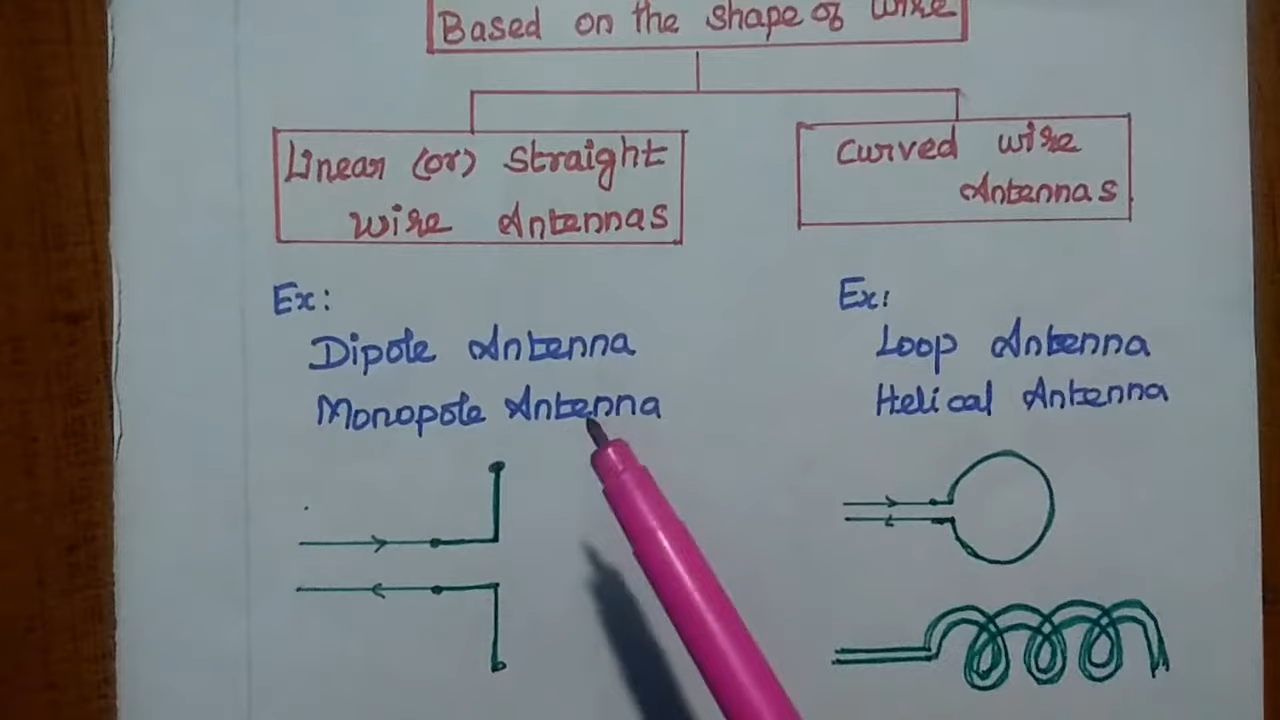 Based on the shape of wire
Linear (or) straight
wire Antennas
Curved wire
Antennas
Ex:
Dipole Antenna
Monopole Antenna
Ex:
Loop Antenna
Helical Antenna